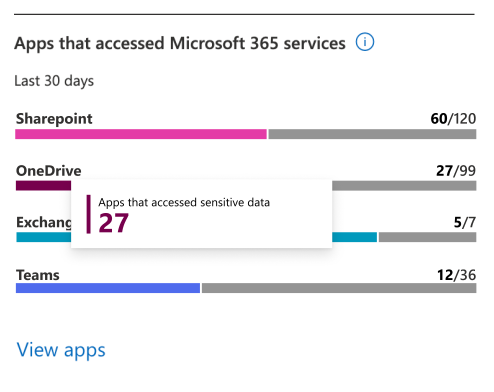 Apps that accessed Microsoft 365 services
Last 30 days
Sharepoint 60/120
OneDrive 27/99
Apps that accessed sensitive data
27
Exchang 5/7
Teams 12/36
View apps